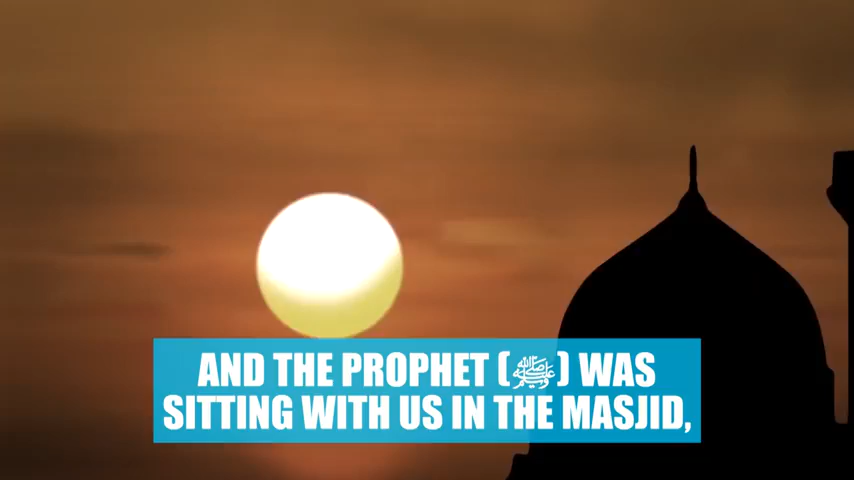 AND THE PROPHET (ﷺ) WAS
SITTING WITH US IN THE MASJID,